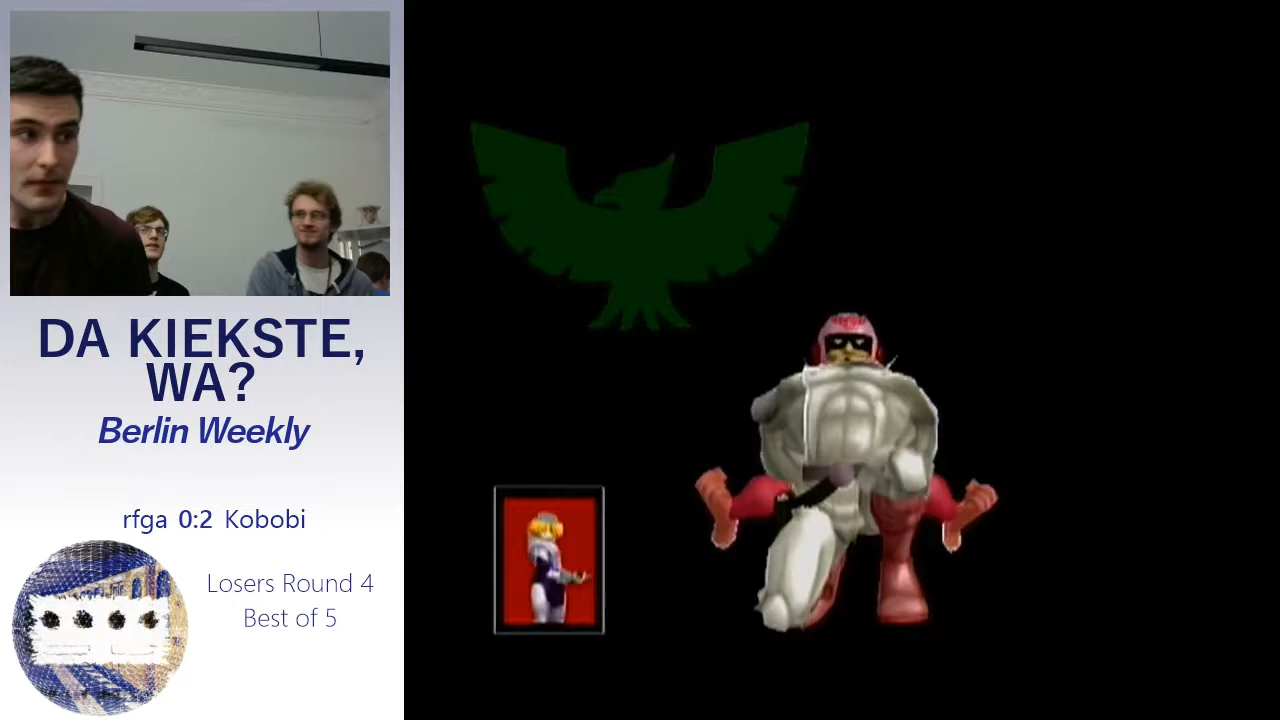 DA KIEKSTE,
WA?
Berlin Weekly
rfga 0:2 Kobobi
Losers Round 4
Best of 5